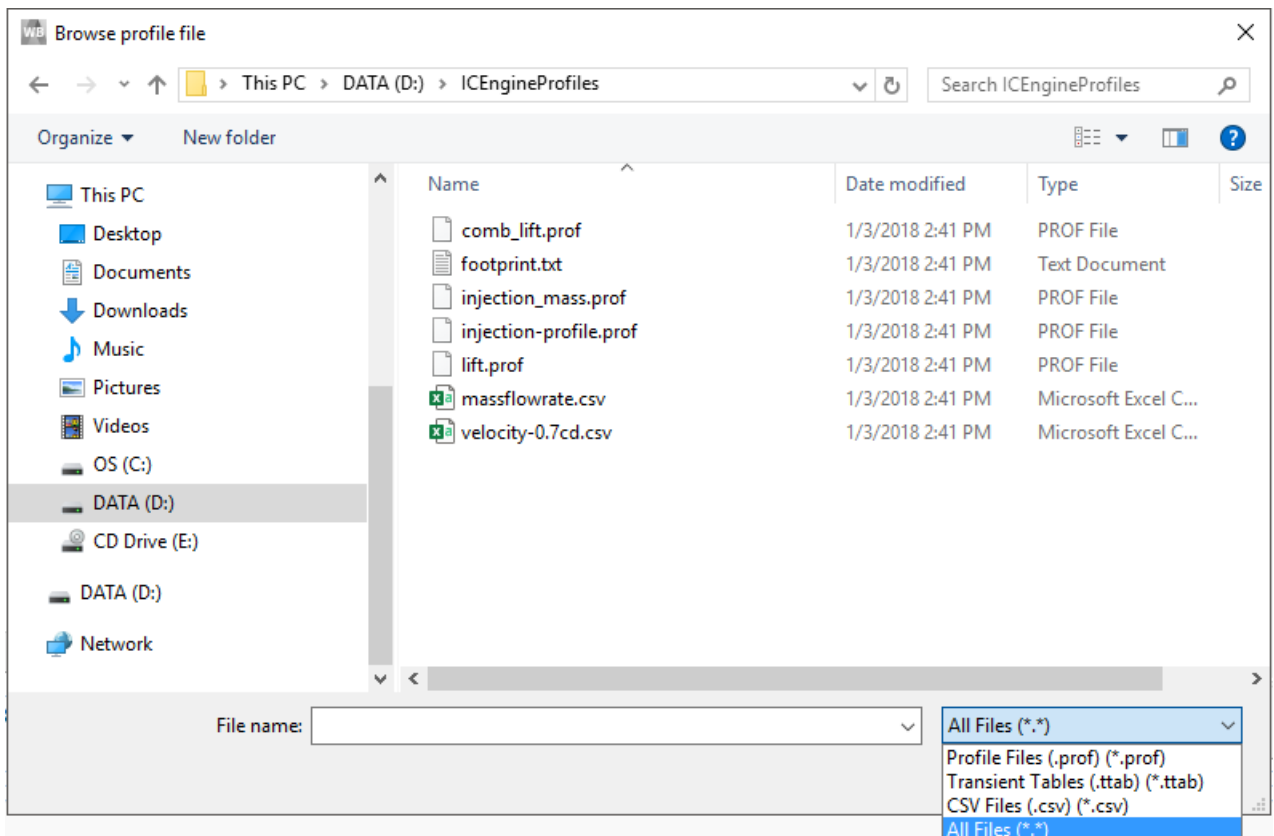 WB Browse profile file
This PC > DATA (D:) > ICEngineProfiles
Search ICEngineProfiles
Organize
New folder
?
This PC
Desktop
Documents
Downloads
Music
Pictures
Videos
OS (C:)
DATA (D:)
CD Drive (E:)
DATA (D:)
Network
Name Date modified Type Size
comb_lift.prof 1/3/2018 2:41 PM PROF File
footprint.txt 1/3/2018 2:41 PM Text Document
injection_mass.prof 1/3/2018 2:41 PM PROF File
injection-profile.prof 1/3/2018 2:41 PM PROF File
lift.prof 1/3/2018 2:41 PM PROF File
massflowrate.csv 1/3/2018 2:41 PM Microsoft Excel C...
velocity-0.7cd.csv 1/3/2018 2:41 PM Microsoft Excel C...
File name:
All Files (*.*)
Profile Files (.prof) (*.prof)
Transient Tables (.ttab) (*.ttab)
CSV Files (.csv) (*.csv)
All Files (*.*)